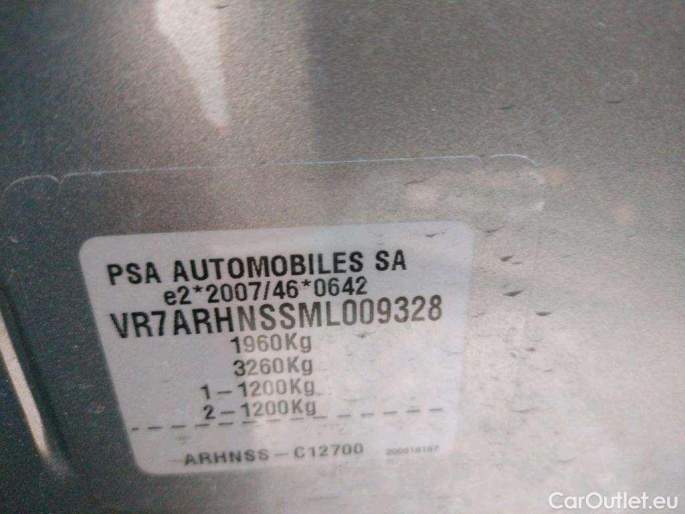 PSA AUTOMOBILES SA
e2*2007/46*0642
VR7ARHNSSML009328
1960Kg
3260Kg
1-1200Kg
2-1200Kg
ARHNSS-C12700
CarOutlet.eu